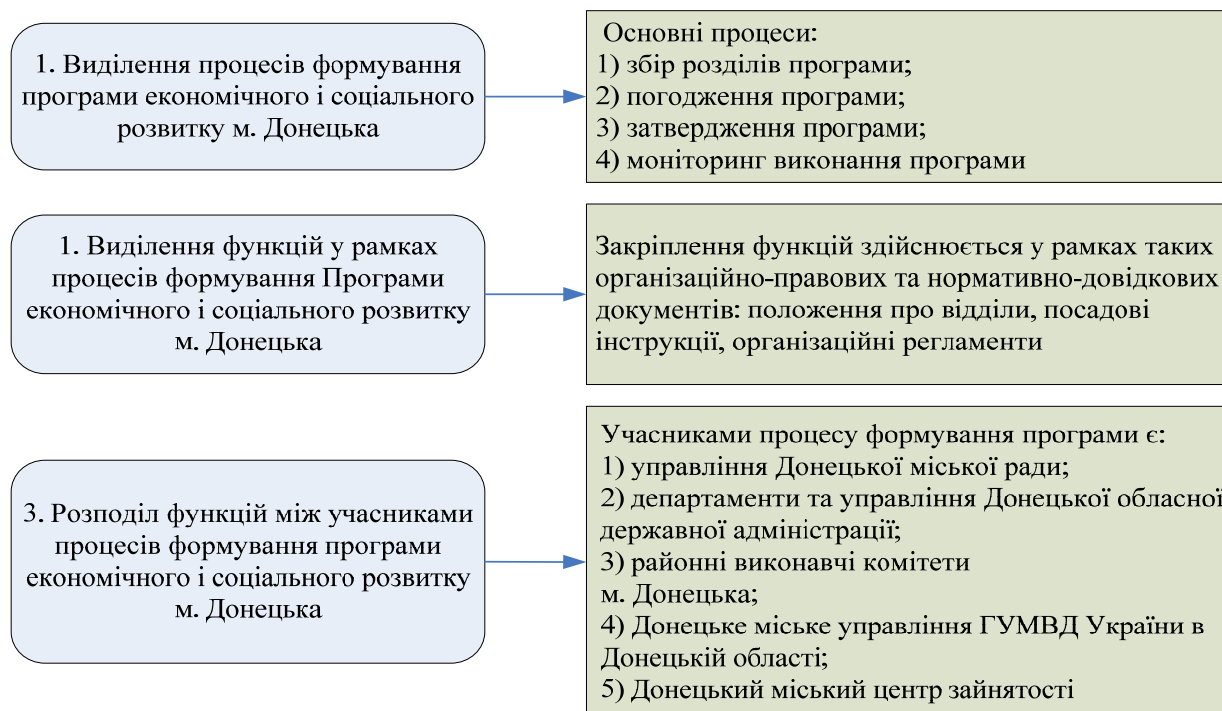 1. Виділення процесів формування
програми економічного і соціального
розвитку м. Донецька
Основні процеси:
1) збір розділів програми;
2) погодження програми;
3) затвердження програми;
4) моніторинг виконання програми
1. Виділення функцій у рамках
процесів формування Програми
економічного і соціального розвитку
м. Донецька
Закріплення функцій здійснюється у рамках таких
організаційно-правових та нормативно-довідкових
документів: положення про відділи, посадові
інструкції, організаційні регламенти
3. Розподіл функцій між учасниками
процесів формування програми
економічного і соціального розвитку
м. Донецька
Учасниками процесу формування програми є:
1) управління Донецької міської ради;
2) департаменти та управління Донецької обласної
державної адміністрації;
3) районні виконавчі комітети
м. Донецька;
4) Донецьке міське управління ГУМВД України в
Донецькій області;
5) Донецький міський центр зайнятості